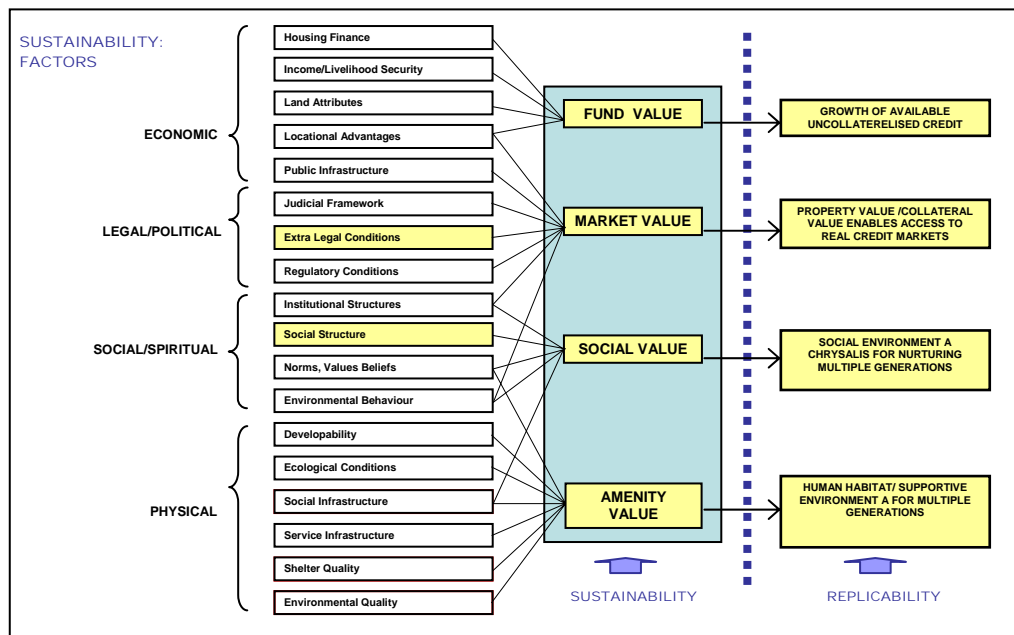 SUSTAINABILITY:
FACTORS
ECONOMIC
Housing Finance
Income/Livelihood Security
Land Attributes
Locational Advantages
Public Infrastructure
LEGAL/POLITICAL
Judicial Framework
Extra Legal Conditions
Regulatory Conditions
SOCIAL/SPIRITUAL
Institutional Structures
Social Structure
Norms, Values Beliefs
Environmental Behaviour
PHYSICAL
Developability
Ecological Conditions
Social Infrastructure
Service Infrastructure
Shelter Quality
Environmental Quality
FUND VALUE
MARKET VALUE
SOCIAL VALUE
AMENITY
VALUE
SUSTAINABILITY
GROWTH OF AVAILABLE
UNCOLLATERELISED CREDIT
PROPERTY VALUE /COLLATERAL
VALUE ENABLES ACCESS TO
REAL CREDIT MARKETS
SOCIAL ENVIRONMENT A
CHRYSALIS FOR NURTURING
MULTIPLE GENERATIONS
HUMAN HABITAT/ SUPPORTIVE
ENVIRONMENT A FOR MULTIPLE
GENERATIONS
REPLICABILITY